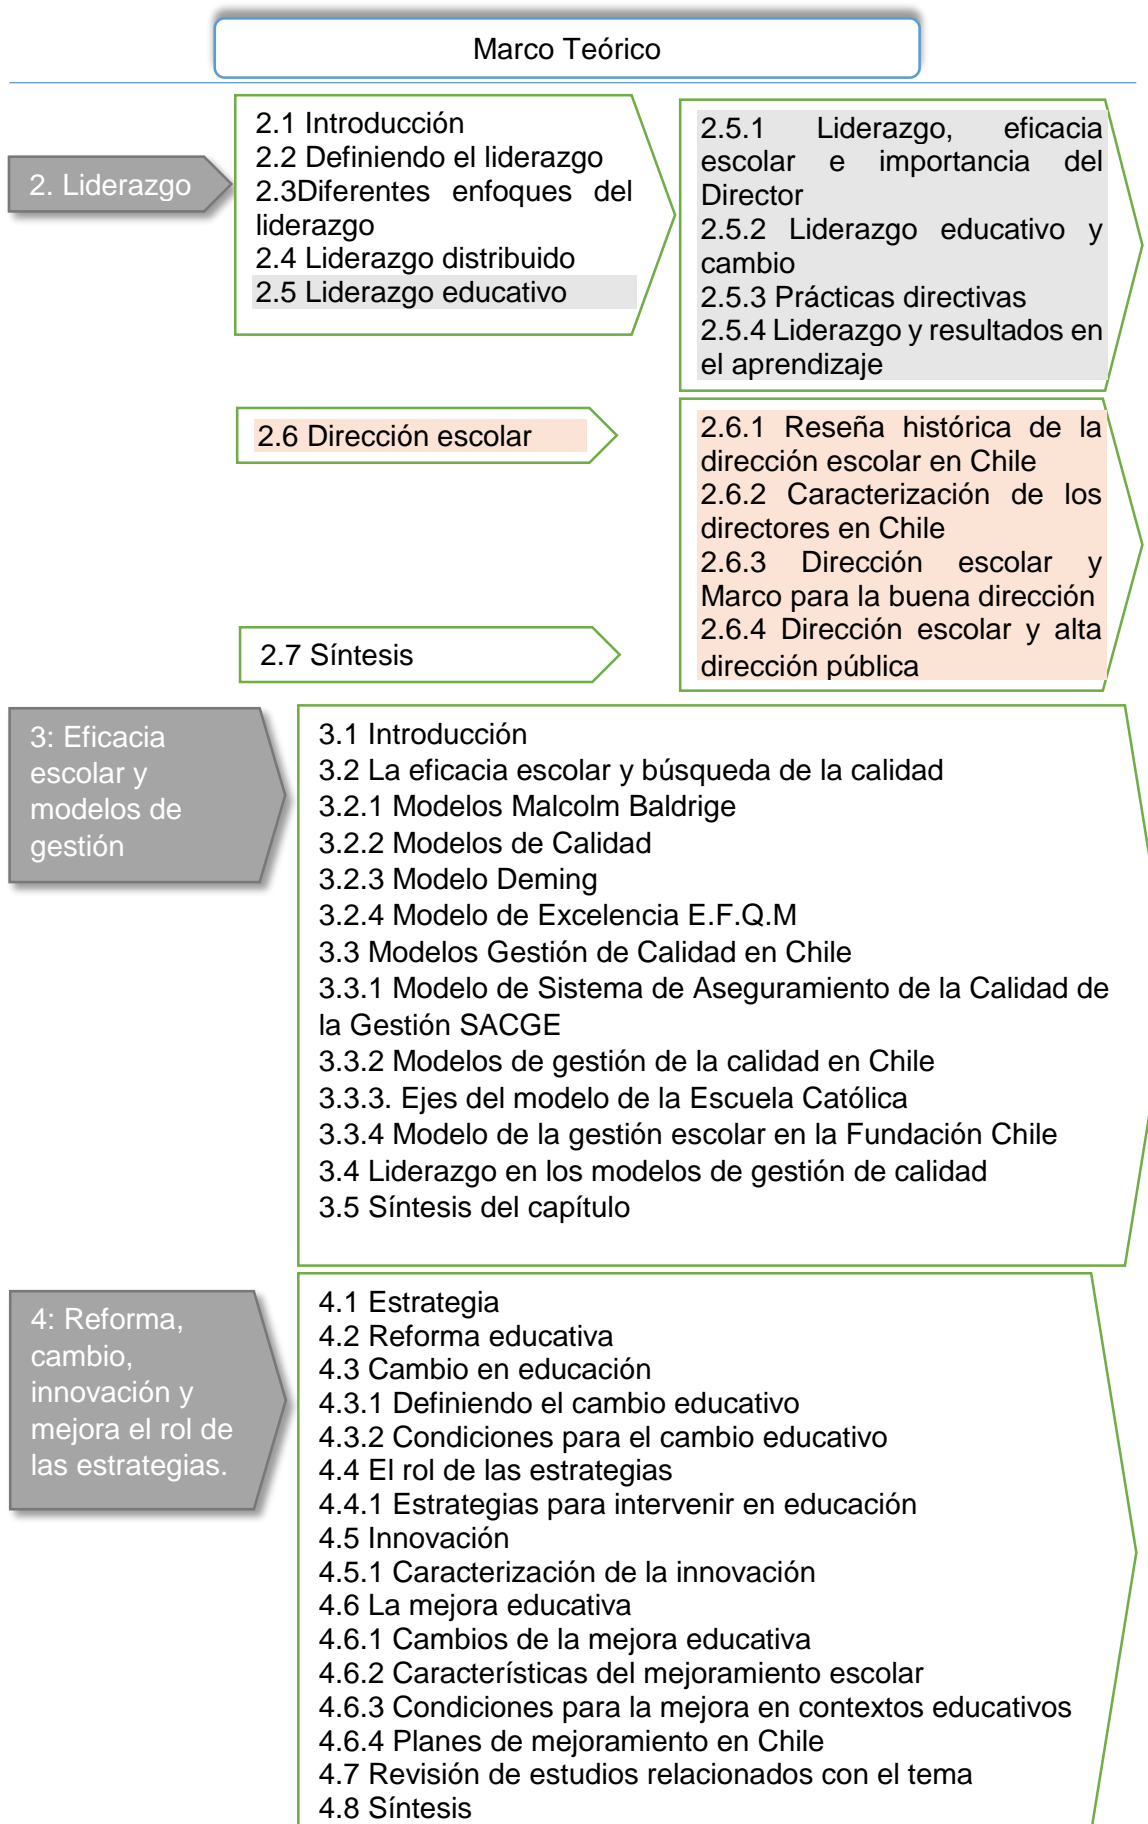 Marco Teórico
2. Liderazgo
2.1 Introducción
2.2 Definiendo el liderazgo
2.3Diferentes enfoques del
liderazgo
2.4 Liderazgo distribuido
2.5 Liderazgo educativo
2.5.1 Liderazgo, eficacia
escolar e importancia del
Director
2.5.2 Liderazgo educativo y
cambio
2.5.3 Prácticas directivas
2.5.4 Liderazgo y resultados en
el aprendizaje
2.6 Dirección escolar
2.6.1 Reseña histórica de la
dirección escolar en Chile
2.6.2 Caracterización de los
directores en Chile
2.6.3 Dirección escolar y
Marco para la buena dirección
2.6.4 Dirección escolar y alta
dirección pública
2.7 Síntesis
3: Eficacia
escolar y
modelos de
gestión
3.1 Introducción
3.2 La eficacia escolar y búsqueda de la calidad
3.2.1 Modelos Malcolm Baldrige
3.2.2 Modelos de Calidad
3.2.3 Modelo Deming
3.2.4 Modelo de Excelencia E.F.Q.M
3.3 Modelos Gestión de Calidad en Chile
3.3.1 Modelo de Sistema de Aseguramiento de la Calidad de
la Gestión SACGE
3.3.2 Modelos de gestión de la calidad en Chile
3.3.3. Ejes del modelo de la Escuela Católica
3.3.4 Modelo de la gestión escolar en la Fundación Chile
3.4 Liderazgo en los modelos de gestión de calidad
3.5 Síntesis del capítulo
4: Reforma,
cambio,
innovación y
mejora el rol de
las estrategias.
4.1 Estrategia
4.2 Reforma educativa
4.3 Cambio en educación
4.3.1 Definiendo el cambio educativo
4.3.2 Condiciones para el cambio educativo
4.4 El rol de las estrategias
4.4.1 Estrategias para intervenir en educación
4.5 Innovación
4.5.1 Caracterización de la innovación
4.6 La mejora educativa
4.6.1 Cambios de la mejora educativa
4.6.2 Características del mejoramiento escolar
4.6.3 Condiciones para la mejora en contextos educativos
4.6.4 Planes de mejoramiento en Chile
4.7 Revisión de estudios relacionados con el tema
4.8 Síntesis